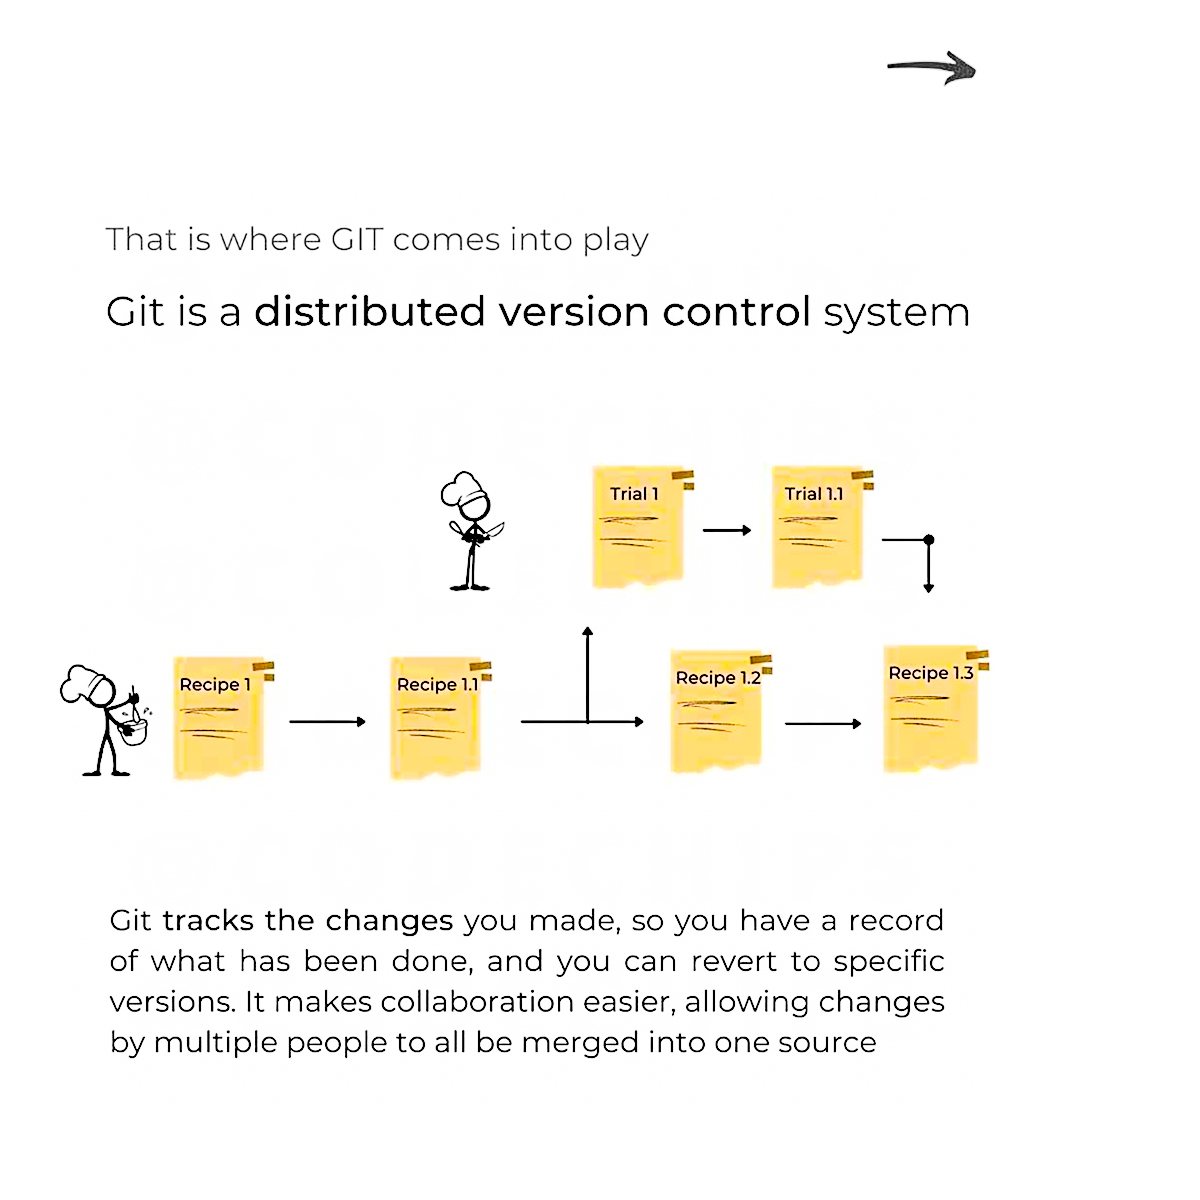 That is where GIT comes into play
Git is a distributed version control system
Trial 1
Trial 1.1
Recipe 1
Recipe 1.1
Recipe 1.2
Recipe 1.3
Git tracks the changes you made, so you have a record
of what has been done, and you can revert to specific
versions. It makes collaboration easier, allowing changes
by multiple people to all be merged into one source